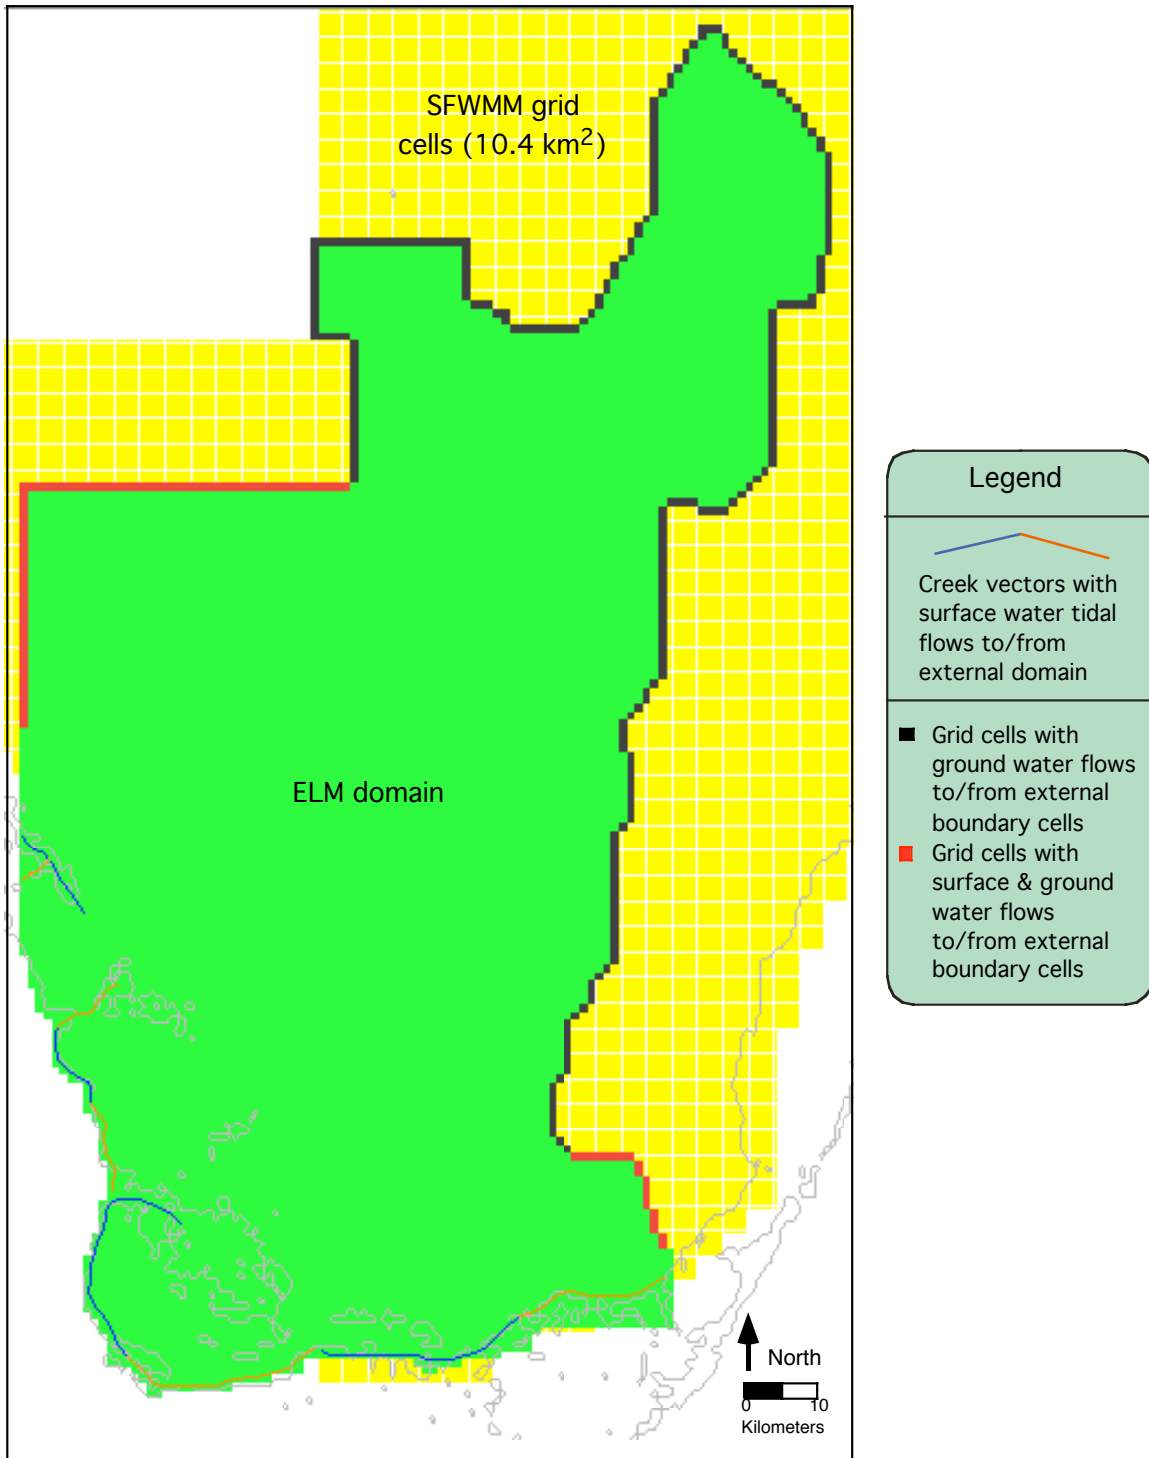 SFWMM grid
cells (10.4 km²)
ELM domain
Legend
Creek vectors with
surface water tidal
flows to/from
external domain
Grid cells with
ground water flows
to/from external
boundary cells
Grid cells with
surface & ground
water flows
to/from external
boundary cells
North
0 10
Kilometers